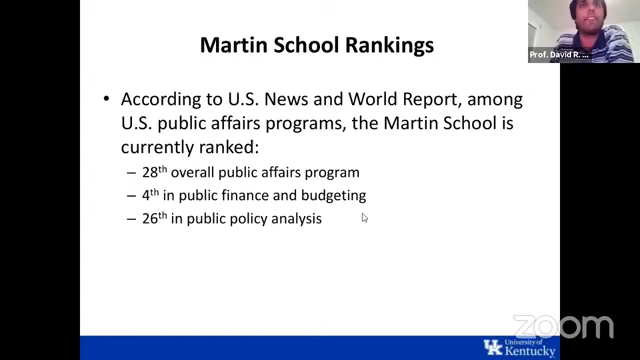 Martin School Rankings
Prof. David R. ...
• According to U.S. News and World Report, among
U.S. public affairs programs, the Martin School is
currently ranked:
– 28th overall public affairs program
– 4th in public finance and budgeting
– 26th in public policy analysis
zoom
UK University of
Kentucky